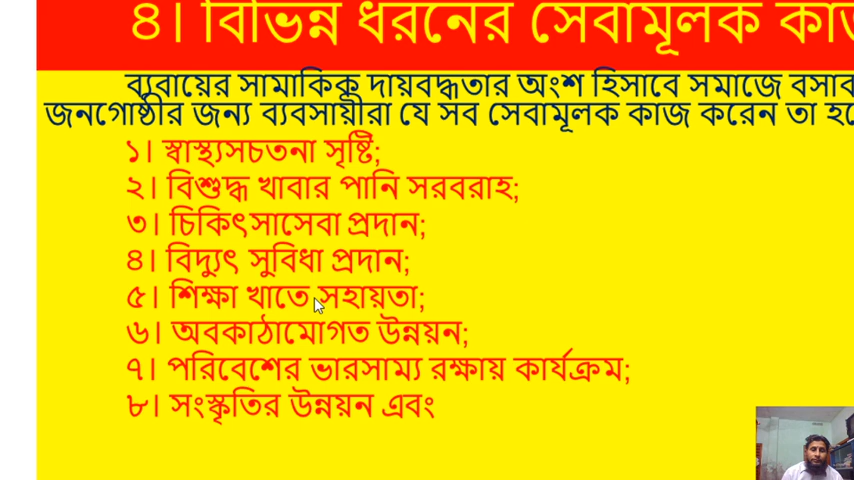 ৪। বিভিন্ন ধরনের সেবামূলক
ব্যবায়ের সামাকিক দায়বদ্ধতার অংশ হিসাবে সমাজে
জনগোষ্ঠীর জন্য ব্যবসায়ীরা যে সব সেবামূলক কাজ করেন তা
১। স্বাস্থ্যসচতনা সৃষ্টি;
২। বিশুদ্ধ খাবার পানি সরবরাহ;
৩। চিকিৎসাসেবা প্রদান;
৪। বিদ্যুৎ সুবিধা প্রদান;
৫। শিক্ষা খাতে সহায়তা;
৬। অবকাঠামোগত উন্নয়ন;
৭। পরিবেশের ভারসাম্য রক্ষায় কার্যক্রম;
৮। সংস্কৃতির উন্নয়ন এবং